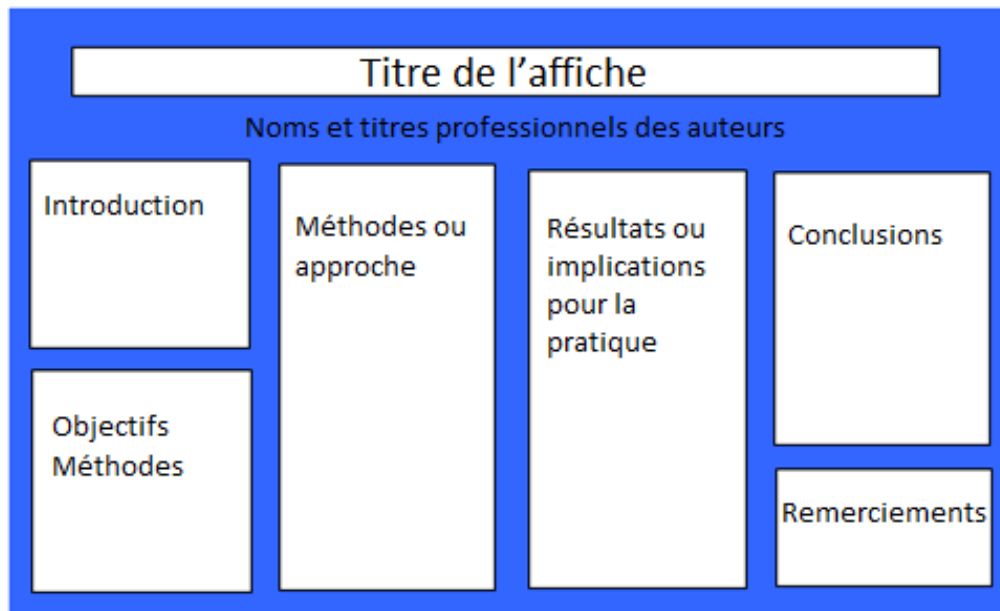 Titre de l’affiche
Noms et titres professionnels des auteurs
Introduction
Objectifs
Méthodes
Méthodes ou
approche
Résultats ou
implications
pour la
pratique
Conclusions
Remerciements